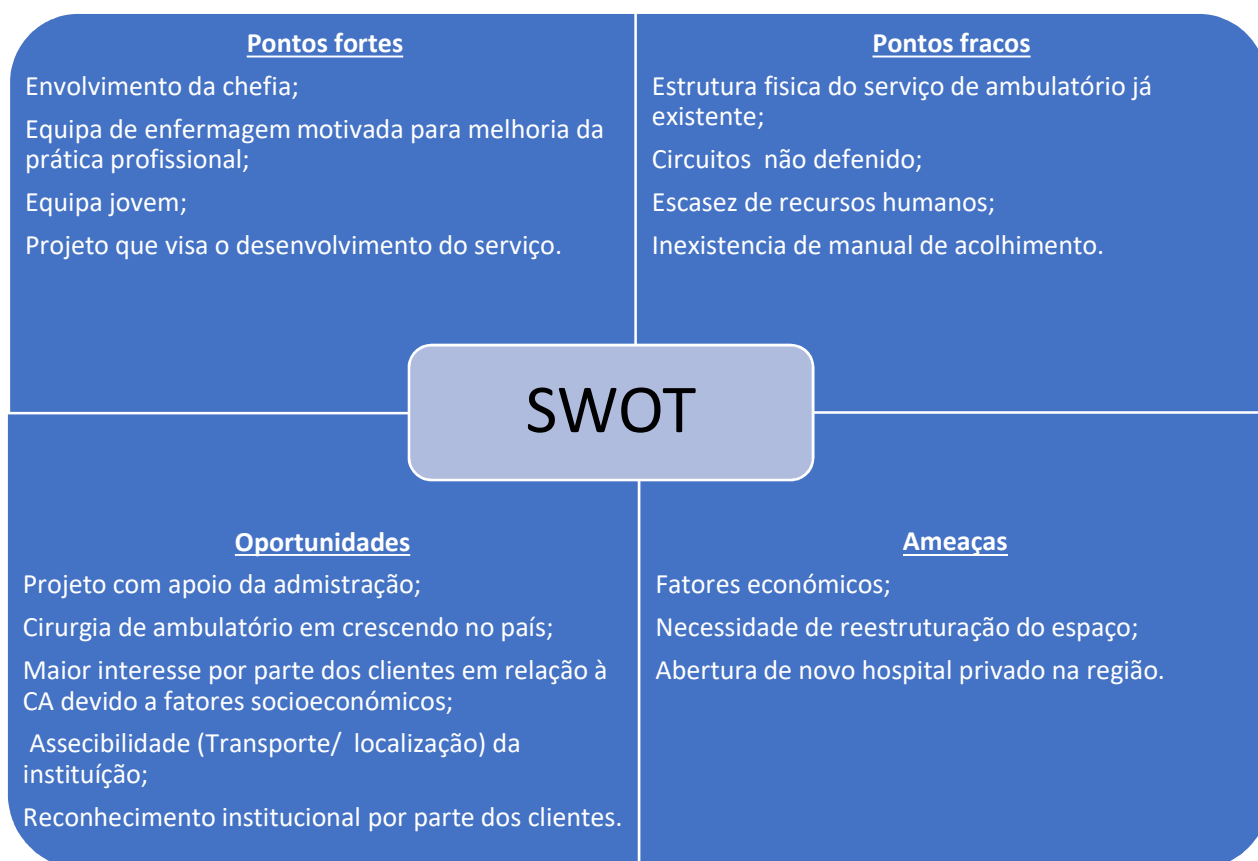 Pontos fortes
Envolvimento da chefia;
Equipa de enfermagem motivada para melhoria da
prática profissional;
Equipa jovem;
Projeto que visa o desenvolvimento do serviço.
Pontos fracos
Estrutura fisica do serviço de ambulatório já
existente;
Circuitos  não defenido;
Escasez de recursos humanos;
Inexistencia de manual de acolhimento.
SWOT
Oportunidades
Projeto com apoio da admistração;
Cirurgia de ambulatório em crescendo no país;
Maior interesse por parte dos clientes em relação à
CA devido a fatores socioeconómicos;
Assecibilidade (Transporte/  localização) da
instituíção;
Reconhecimento institucional por parte dos clientes.
Ameaças
Fatores económicos;
Necessidade de reestruturação do espaço;
Abertura de novo hospital privado na região.